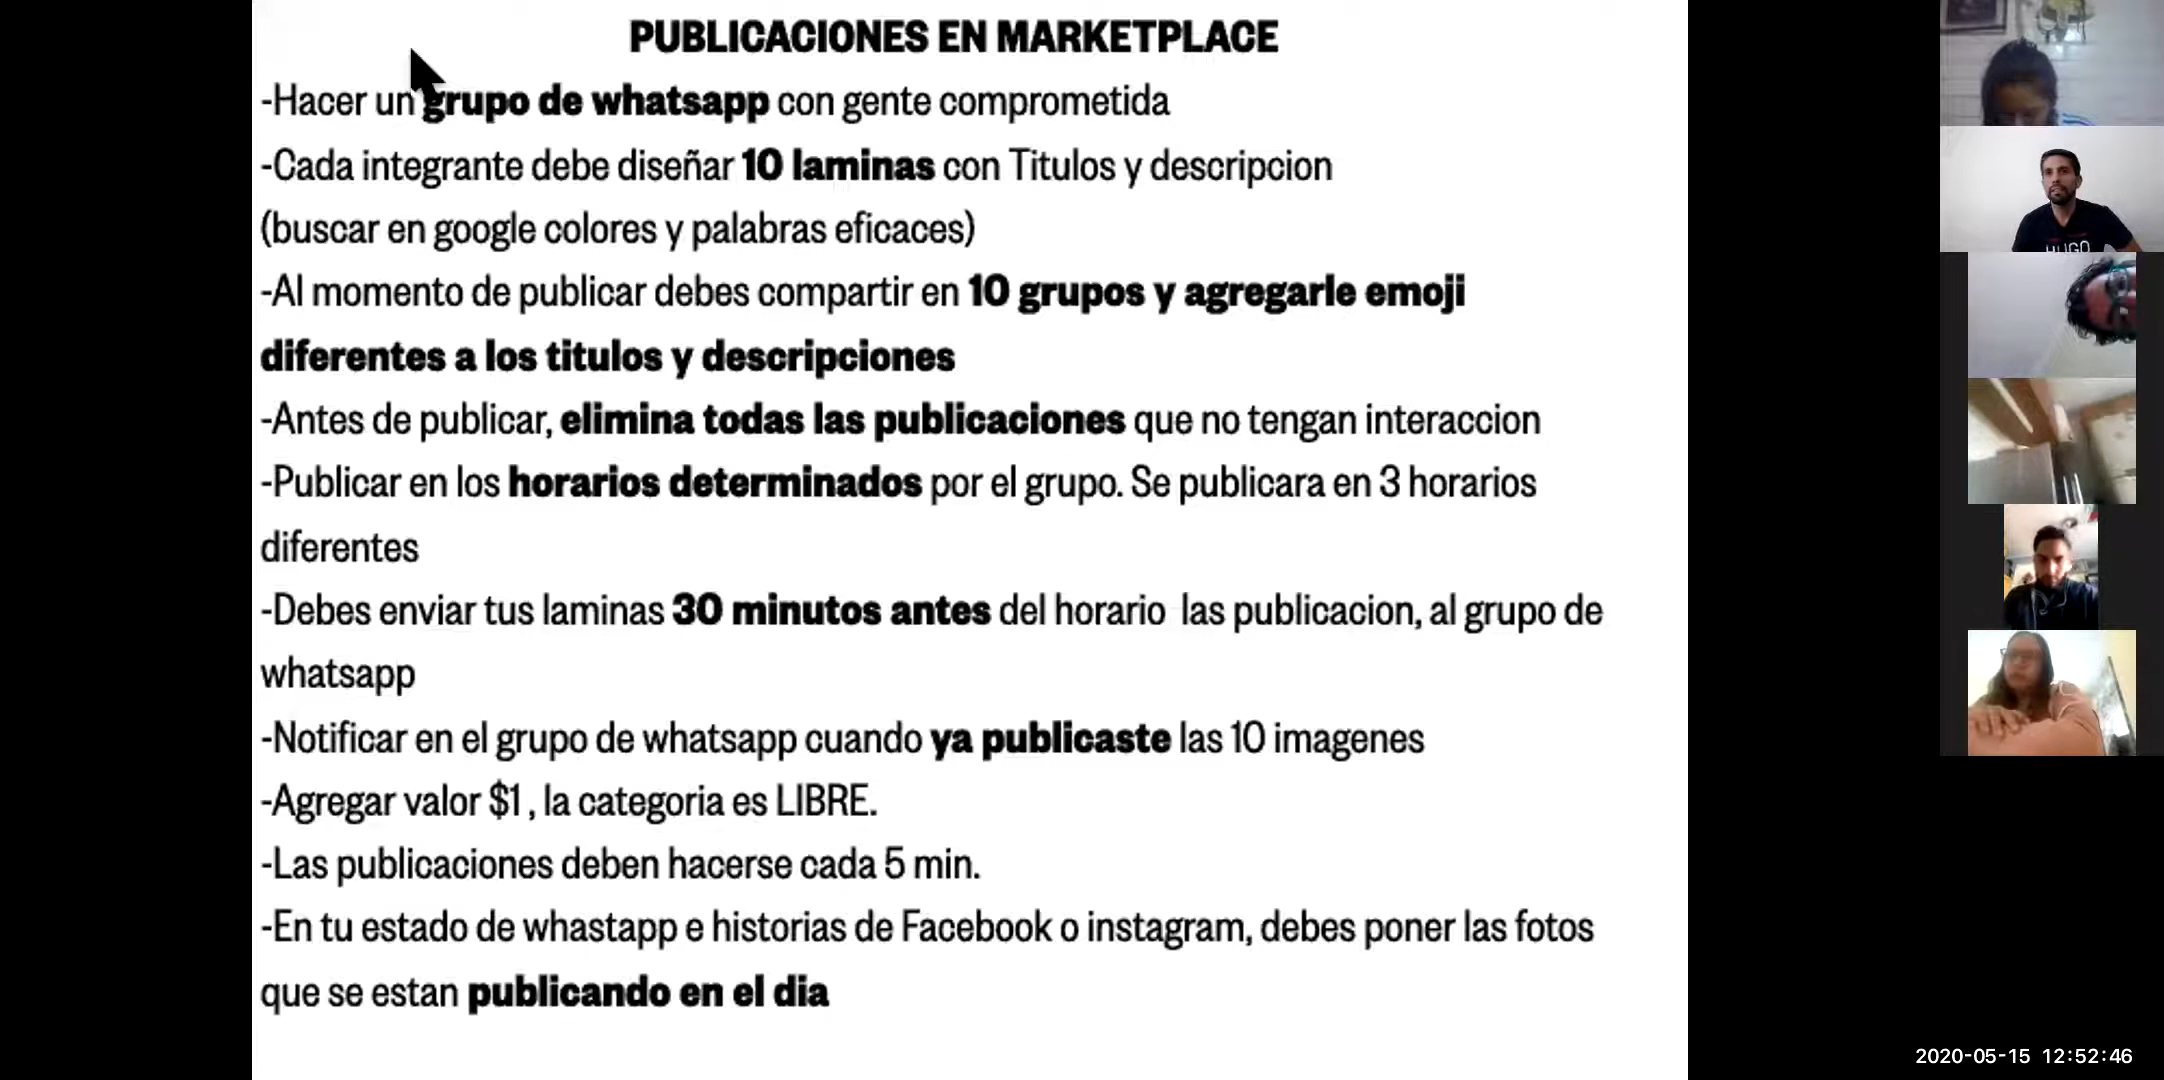 PUBLICACIONES EN MARKETPLACE
-Hacer un grupo de whatsapp con gente comprometida
-Cada integrante debe diseñar 10 laminas con Titulos y descripcion
(buscar en google colores y palabras eficaces)
-Al momento de publicar debes compartir en 10 grupos y agregarle emoji
diferentes a los titulos y descripciones
-Antes de publicar, elimina todas las publicaciones que no tengan interaccion
-Publicar en los horarios determinados por el grupo. Se publicara en 3 horarios
diferentes
-Debes enviar tus laminas 30 minutos antes del horario las publicacion, al grupo de
whatsapp
-Notificar en el grupo de whatsapp cuando ya publicaste las 10 imagenes
-Agregar valor $1, la categoria es LIBRE.
-Las publicaciones deben hacerse cada 5 min.
-En tu estado de whastapp e historias de Facebook o instagram, debes poner las fotos
que se estan publicando en el dia
HUGO
2020-05-15 12:52:46